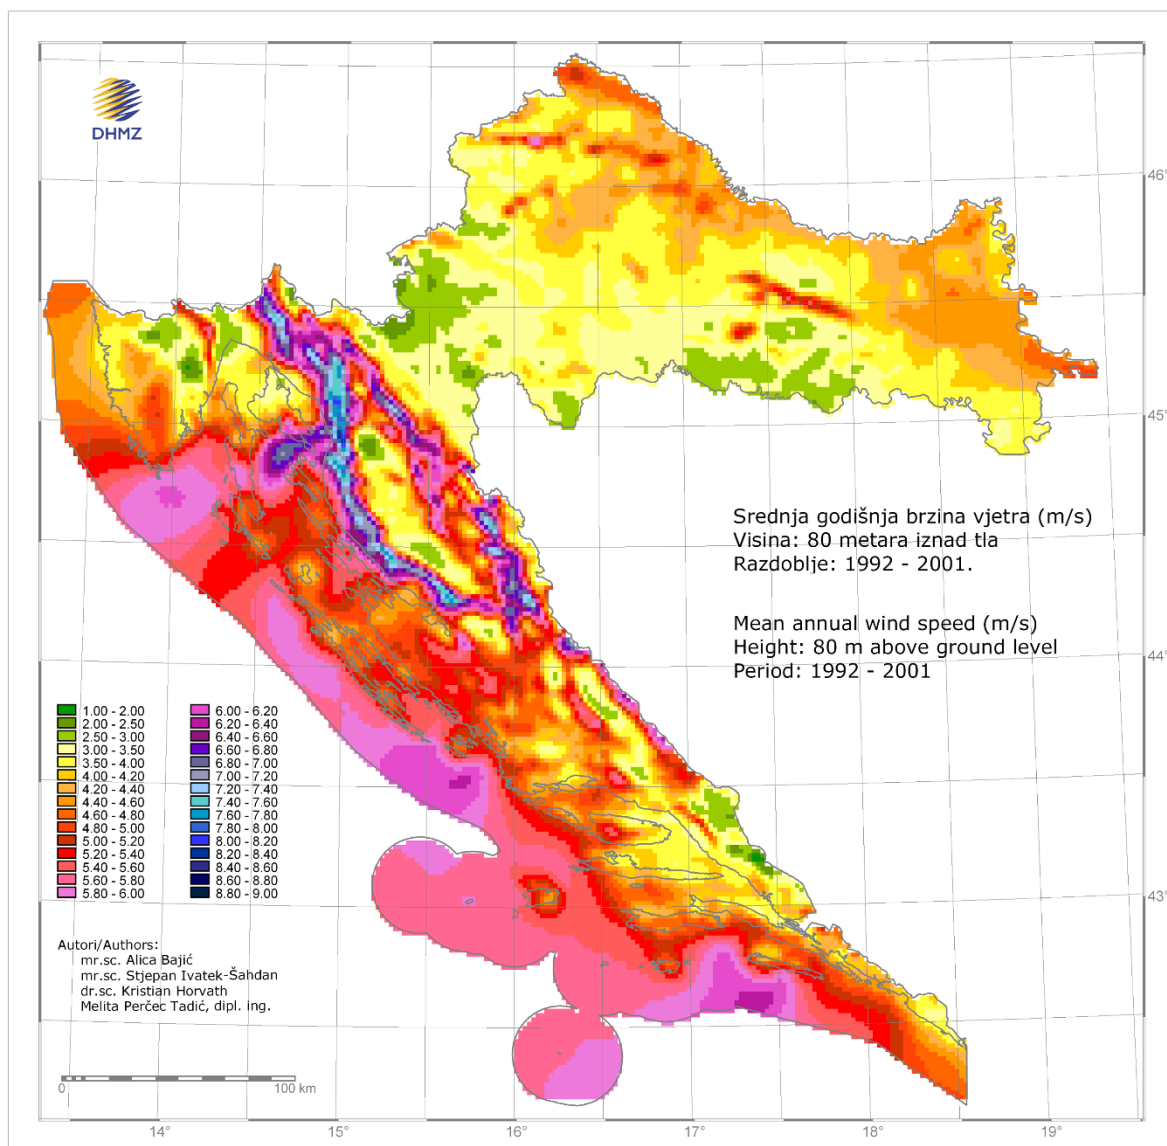 DHMZ
46°
45°
Srednja godišnja brzina vjetra (m/s)
Visina: 80 metara iznad tla
Razdoblje: 1992 - 2001.
Mean annual wind speed (m/s)
Height: 80 m above ground level
Period: 1992 - 2001
44°
1.00 - 2.00
2.00 - 2.50
2.50 - 3.00
3.00 - 3.50
3.50 - 4.00
4.00 - 4.20
4.20 - 4.40
4.40 - 4.60
4.60 - 4.80
4.80 - 5.00
5.00 - 5.20
5.20 - 5.40
5.40 - 5.60
5.60 - 5.80
5.80 - 6.00
6.00 - 6.20
6.20 - 6.40
6.40 - 6.60
6.60 - 6.80
6.80 - 7.00
7.00 - 7.20
7.20 - 7.40
7.40 - 7.60
7.60 - 7.80
7.80 - 8.00
8.00 - 8.20
8.20 - 8.40
8.40 - 8.60
8.60 - 8.80
8.80 - 9.00
43°
Autori/Authors:
mr.sc. Alica Bajić
mr.sc. Stjepan Ivatek-Šahdan
dr.sc. Kristian Horvath
Melita Perčec Tadić, dipl. ing.
0 100 km
14° 15° 16° 17° 18° 19°